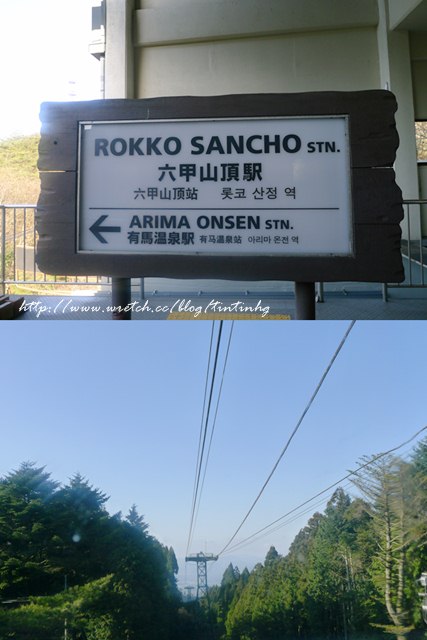 ROKKO SANCHO STN.
六甲山頂駅
六甲山顶站 롯코 산정 역
ARIMA ONSEN STN.
有馬温泉駅 有马温泉站 아리마 온전 역
http://www.wretch.cc/blog/tintinhg